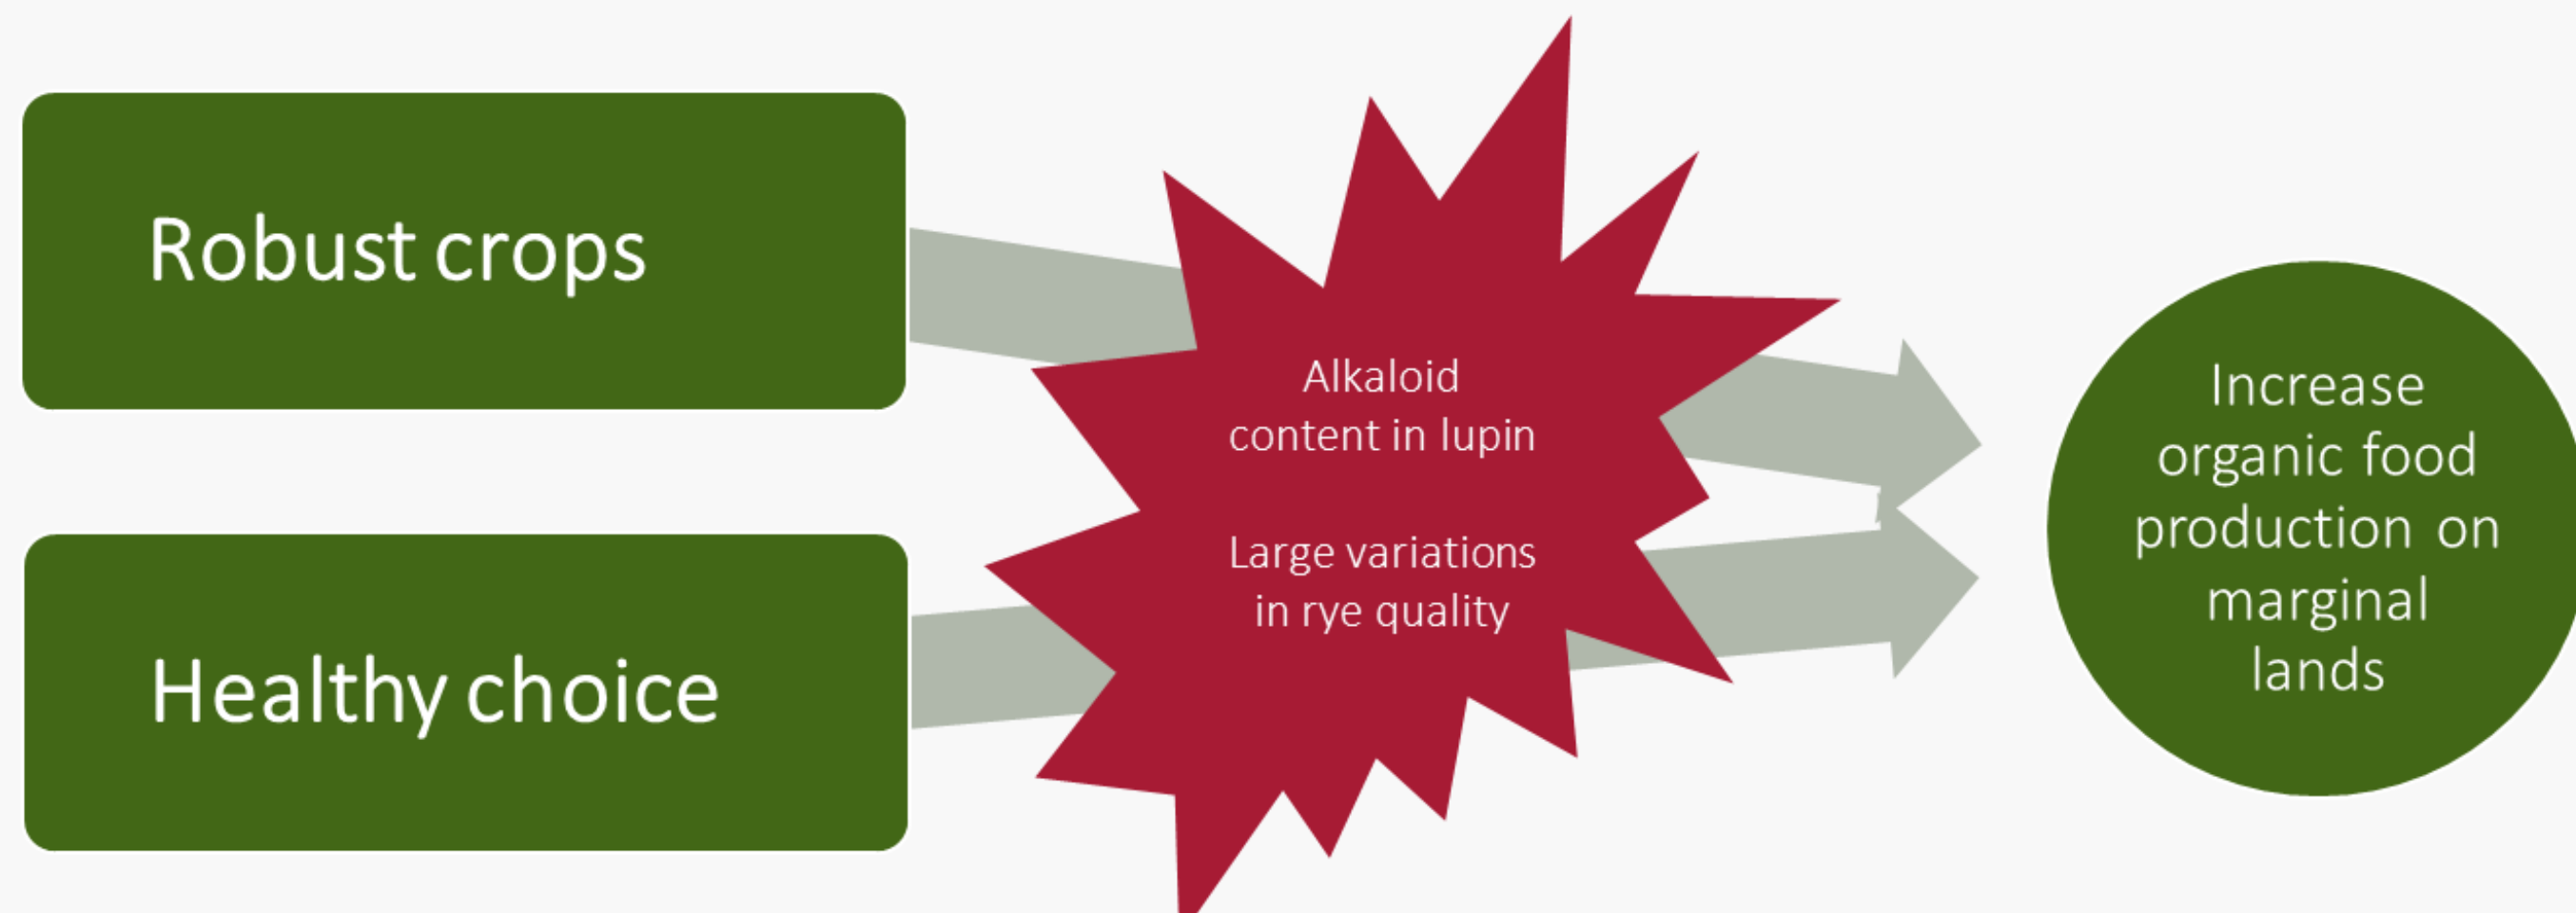 Robust crops
Healthy choice
Alkaloid
content in lupin
Large variations
in rye quality
Increase
organic food
production on
marginal
lands